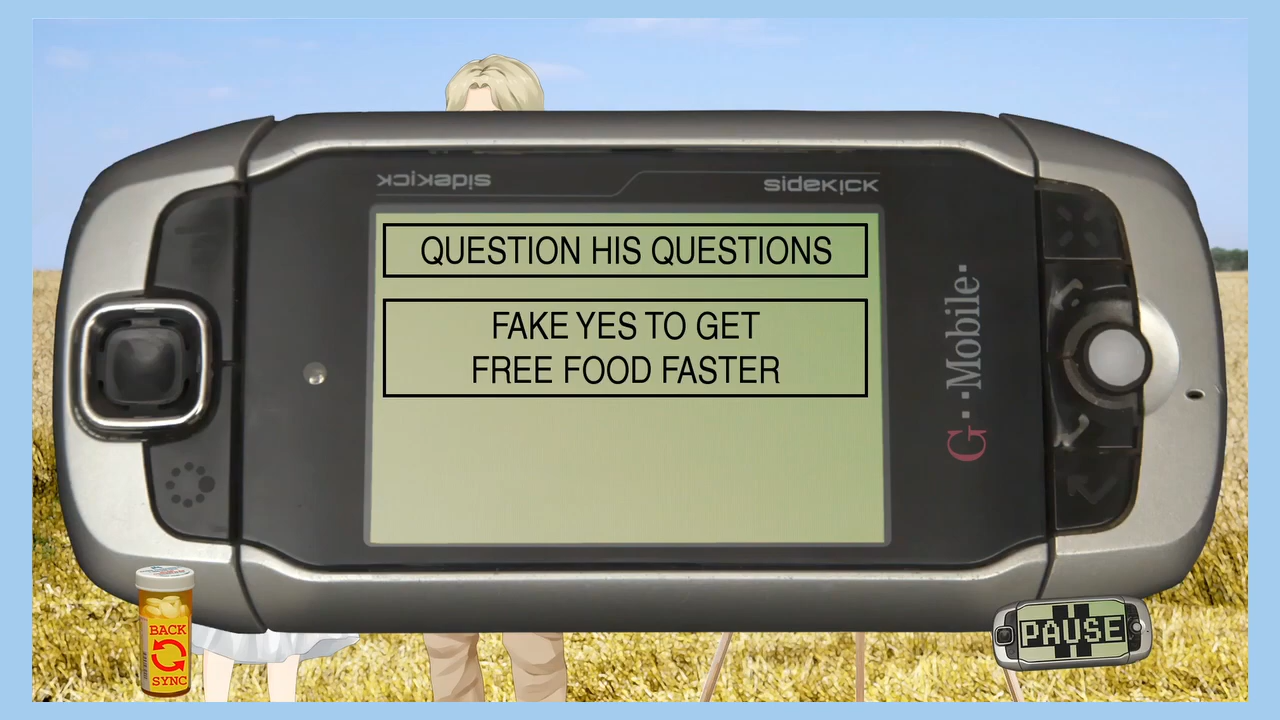 sidekick
sidekick
QUESTION HIS QUESTIONS
FAKE YES TO GET
FREE FOOD FASTER
G· ·Mobile·
BACK
SYNC
PAUSE